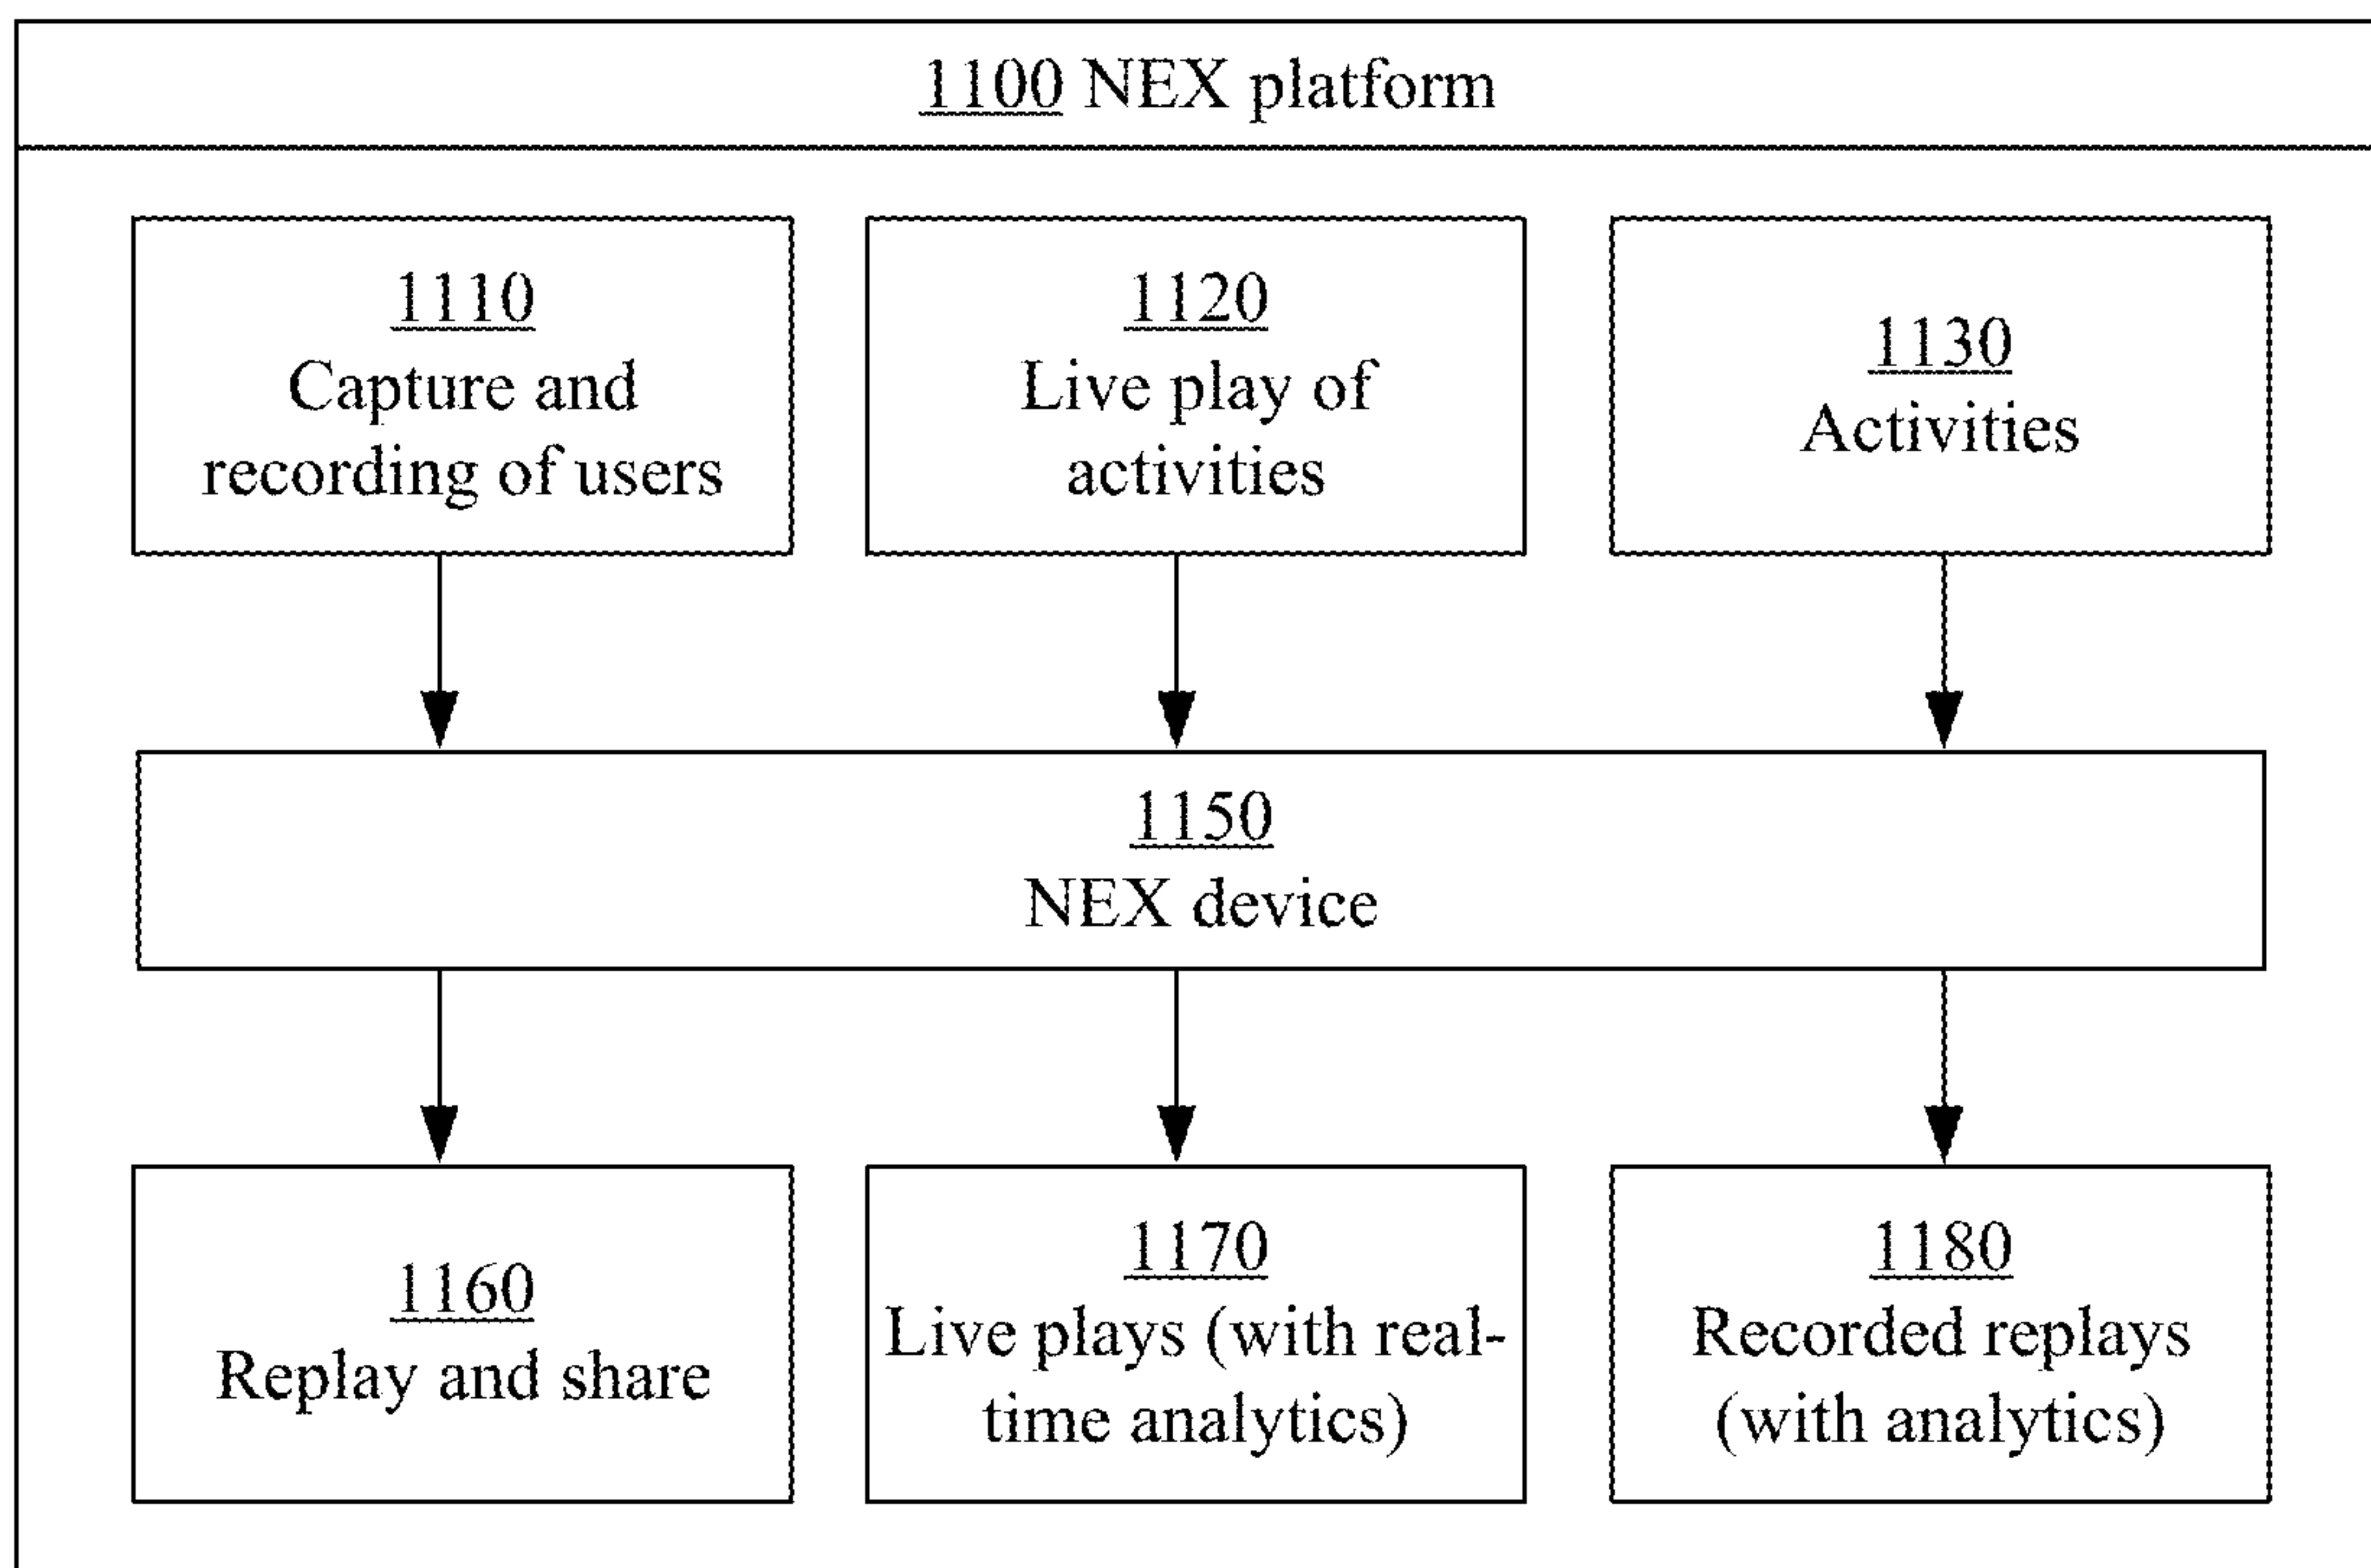 1100 NEX platform
1110
Capture and
recording of users
1120
Live play of
activities
1130
Activities
1150
NEX device
1160
Replay and share
1170
Live plays (with real-
time analytics)
1180
Recorded replays
(with analytics)